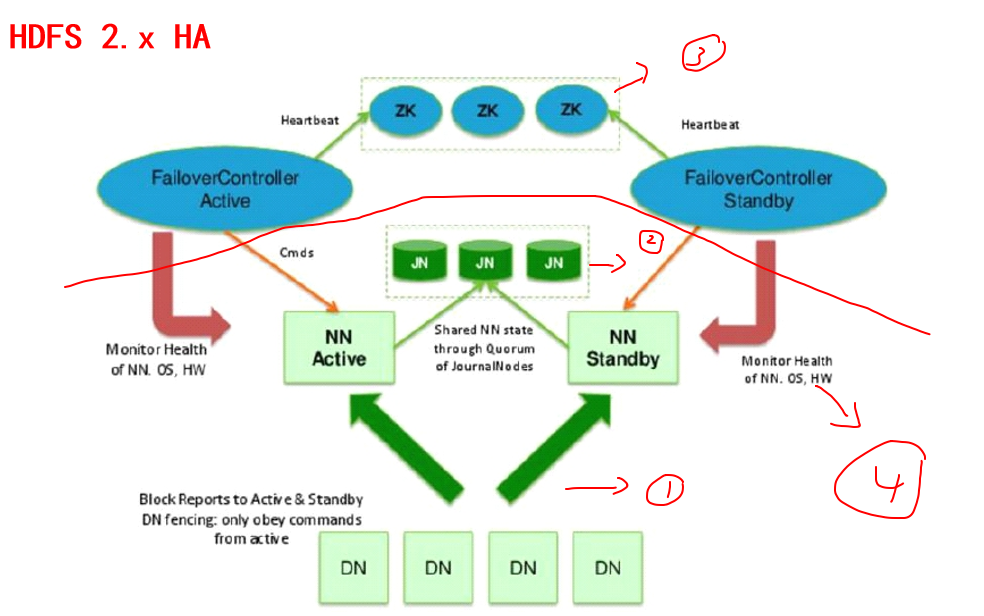 HDFS 2.x HA
3
ZK
ZK
ZK
Heartbeat
Heartbeat
FailoverController
Active
FailoverController
Standby
Cmds
JN
JN
JN
2
NN
Active
Shared NN state
through Quorum
of JournalNodes
NN
Standby
Monitor Health
of NN. OS, HW
Monitor Health
of NN. OS, HW
4
1
Block Reports to Active & Standby
DN fencing: only obey commands
from active
DN
DN
DN
DN